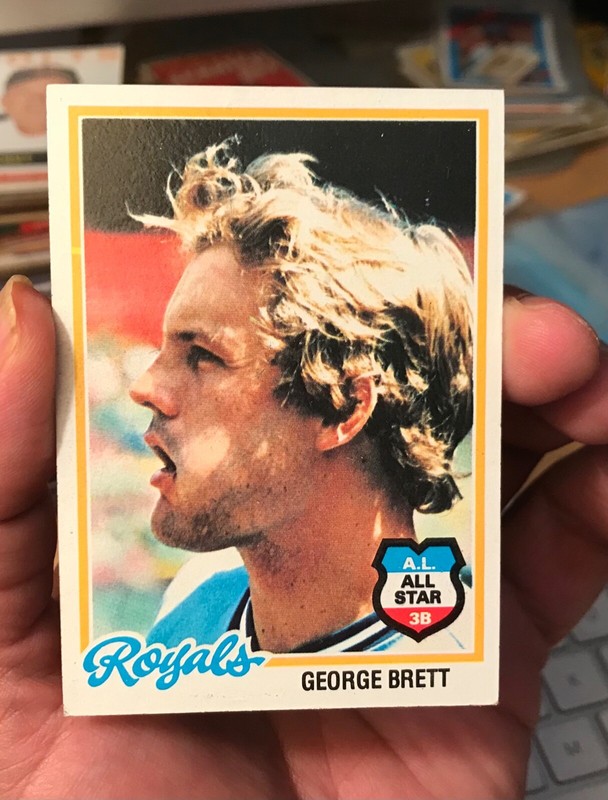 A.L.
ALL
STAR
3B
Royals
GEORGE BRETT
M